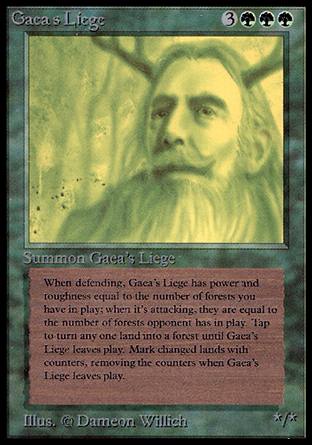 Gaea's Liege 3
Summon Gaea's Liege
When defending, Gaea's Liege has power and
toughness equal to the number of forests you
have in play; when it's attacking, they are equal to
the number of forests opponent has in play. Tap
to turn any one land into a forest until Gaea's
Liege leaves play. Mark changed lands with
counters, removing the counters when Gaea's
Liege leaves play.
Illus. © Dameon Willich */*